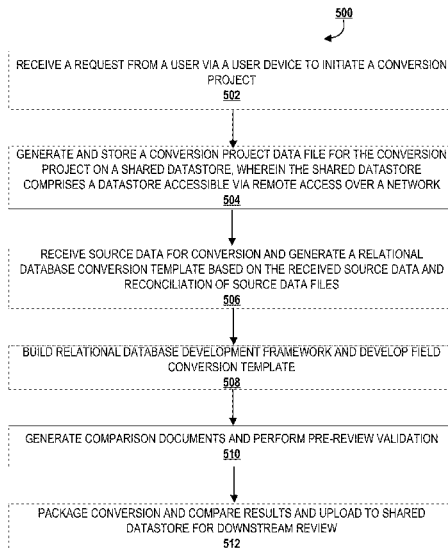 500
RECEIVE A REQUEST FROM A USER VIA A USER DEVICE TO INITIATE A CONVERSION
PROJECT
502
GENERATE AND STORE A CONVERSION PROJECT DATA FILE FOR THE CONVERSION
PROJECT ON A SHARED DATASTORE, WHEREIN THE SHARED DATASTORE
COMPRISES A DATASTORE ACCESSIBLE VIA REMOTE ACCESS OVER A NETWORK
504
RECEIVE SOURCE DATA FOR CONVERSION AND GENERATE A RELATIONAL
DATABASE CONVERSION TEMPLATE BASED ON THE RECEIVED SOURCE DATA AND
RECONCILIATION OF SOURCE DATA FILES
506
BUILD RELATIONAL DATABASE DEVELOPMENT FRAMEWORK AND DEVELOP FIELD
CONVERSION TEMPLATE
508
GENERATE COMPARISON DOCUMENTS AND PERFORM PRE-REVIEW VALIDATION
510
PACKAGE CONVERSION AND COMPARE RESULTS AND UPLOAD TO SHARED
DATASTORE FOR DOWNSTREAM REVIEW
512